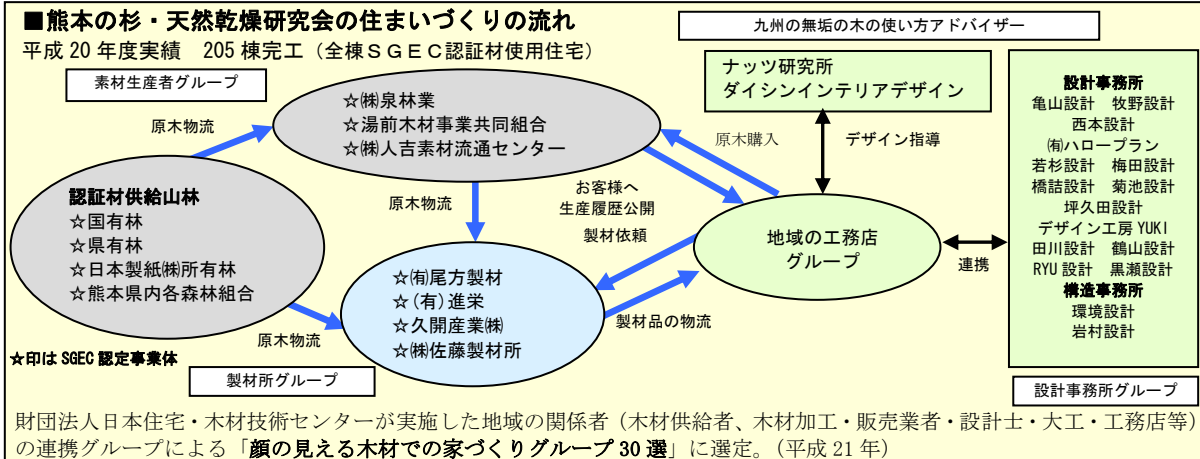 ■熊本の杉・天然乾燥研究会の住まいづくりの流れ
平成20年度実績　205棟完工（全棟ＳＧＥＣ認証材使用住宅）
九州の無垢の木の使い方アドバイザー
素材生産者グループ
ナッツ研究所
ダイシンインテリアデザイン
原木物流
☆㈱泉林業
☆湯前木材事業共同組合
☆㈱人吉素材流通センター
原木購入
デザイン指導
認証材供給山林
☆国有林
☆県有林
☆日本製紙㈱所有林
☆熊本県内各森林組合
原木物流
お客様へ
生産履歴公開
製材依頼
地域の工務店
グループ
連携
設計事務所
亀山設計　牧野設計
西本設計
㈲ハロープラン
若杉設計　梅田設計
橋詰設計　菊池設計
坪久田設計
デザイン工房YUKI
田川設計　鶴山設計
RYU設計　黒瀬設計
構造事務所
環境設計
岩村設計
☆㈲尾方製材
☆(有)進栄
☆久開産業㈱
☆㈱佐藤製材所
製材品の物流
原木物流
☆印はSGEC認定事業体
製材所グループ
設計事務所グループ
財団法人日本住宅・木材技術センターが実施した地域の関係者（木材供給者、木材加工・販売業者・設計士・大工・工務店等）
の連携グループによる「顔の見える木材での家づくりグループ30選」に選定。（平成21年）